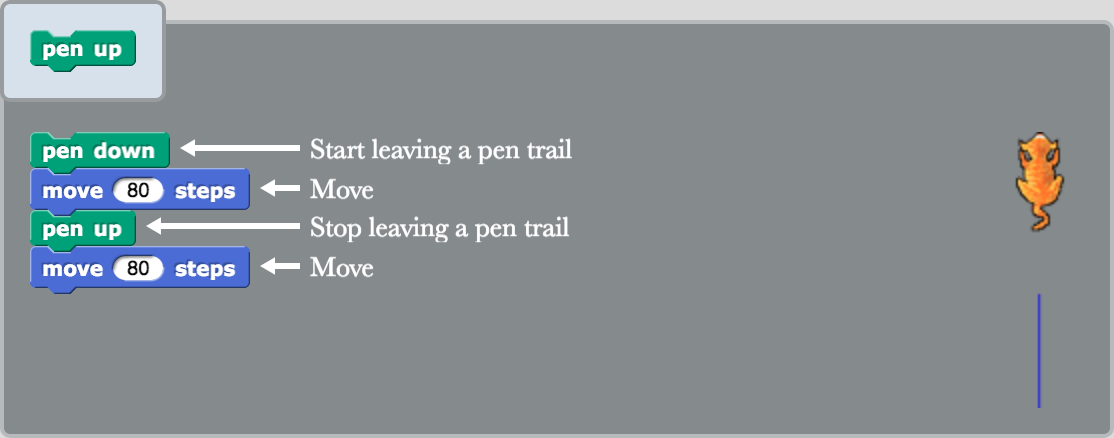 pen up
pen down Start leaving a pen trail
move 80 steps Move
pen up Stop leaving a pen trail
move 80 steps Move